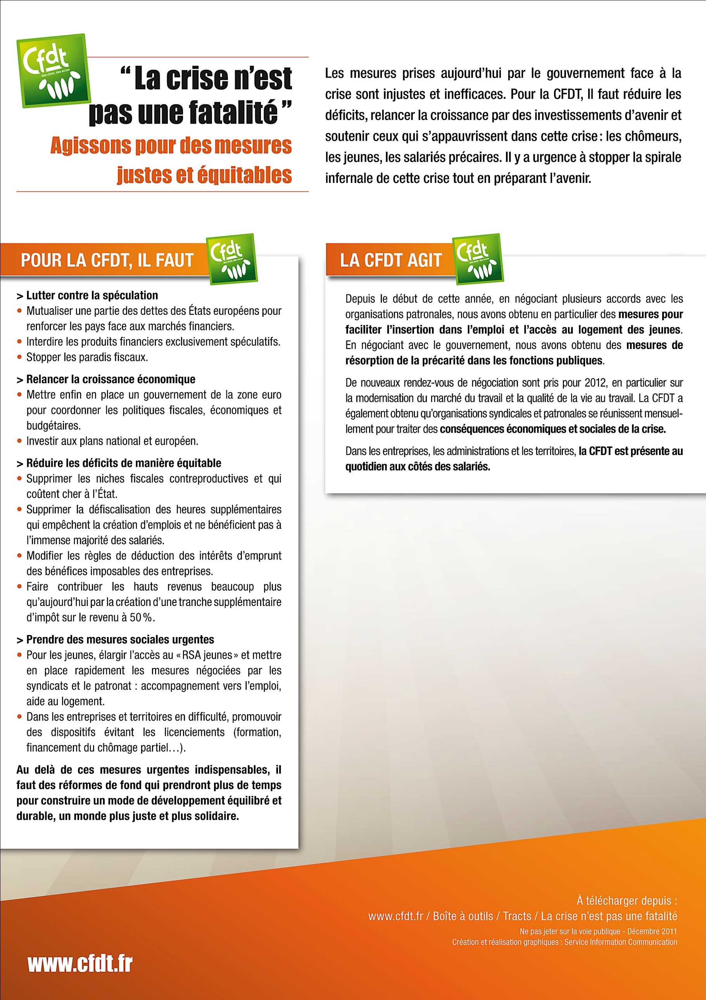 Cfdt
des choix, des actes
“ La crise n’est
pas une fatalité ”
Agissons pour des mesures
justes et équitables
Les mesures prises aujourd’hui par le gouvernement face à la
crise sont injustes et inefficaces. Pour la CFDT, Il faut réduire les
déficits, relancer la croissance par des investissements d’avenir et
soutenir ceux qui s’appauvrissent dans cette crise : les chômeurs,
les jeunes, les salariés précaires. Il y a urgence à stopper la spirale
infernale de cette crise tout en préparant l’avenir.
POUR LA CFDT, IL FAUT
Cfdt
des choix, des actes
> Lutter contre la spéculation
• Mutualiser une partie des dettes des États européens pour
renforcer les pays face aux marchés financiers.
• Interdire les produits financiers exclusivement spéculatifs.
• Stopper les paradis fiscaux.
> Relancer la croissance économique
• Mettre enfin en place un gouvernement de la zone euro
pour coordonner les politiques fiscales, économiques et
budgétaires.
• Investir aux plans national et européen.
> Réduire les déficits de manière équitable
• Supprimer les niches fiscales contreproductives et qui
coûtent cher à l’État.
• Supprimer la défiscalisation des heures supplémentaires
qui empêchent la création d’emplois et ne bénéficient pas à
l’immense majorité des salariés.
• Modifier les règles de déduction des intérêts d’emprunt
des bénéfices imposables des entreprises.
• Faire contribuer les hauts revenus beaucoup plus
qu’aujourd’hui par la création d’une tranche supplémentaire
d’impôt sur le revenu à 50 %.
> Prendre des mesures sociales urgentes
• Pour les jeunes, élargir l’accès au « RSA jeunes » et mettre
en place rapidement les mesures négociées par les
syndicats et le patronat : accompagnement vers l’emploi,
aide au logement.
• Dans les entreprises et territoires en difficulté, promouvoir
des dispositifs évitant les licenciements (formation,
financement du chômage partiel…).
Au delà de ces mesures urgentes indispensables, il
faut des réformes de fond qui prendront plus de temps
pour construire un mode de développement équilibré et
durable, un monde plus juste et plus solidaire.
LA CFDT AGIT
Cfdt
des choix, des actes
Depuis le début de cette année, en négociant plusieurs accords avec les
organisations patronales, nous avons obtenu en particulier des mesures pour
faciliter l’insertion dans l’emploi et l’accès au logement des jeunes.
En négociant avec le gouvernement, nous avons obtenu des mesures de
résorption de la précarité dans les fonctions publiques.
De nouveaux rendez-vous de négociation sont pris pour 2012, en particulier sur
la modernisation du marché du travail et la qualité de la vie au travail. La CFDT a
également obtenu qu’organisations syndicales et patronales se réunissent mensuel-
lement pour traiter des conséquences économiques et sociales de la crise.
Dans les entreprises, les administrations et les territoires, la CFDT est présente au
quotidien aux côtés des salariés.
À télécharger depuis :
www.cfdt.fr / Boîte à outils / Tracts / La crise n’est pas une fatalité
Ne pas jeter sur la voie publique - Décembre 2011
Création et réalisation graphiques : Service Information Communication
www.cfdt.fr